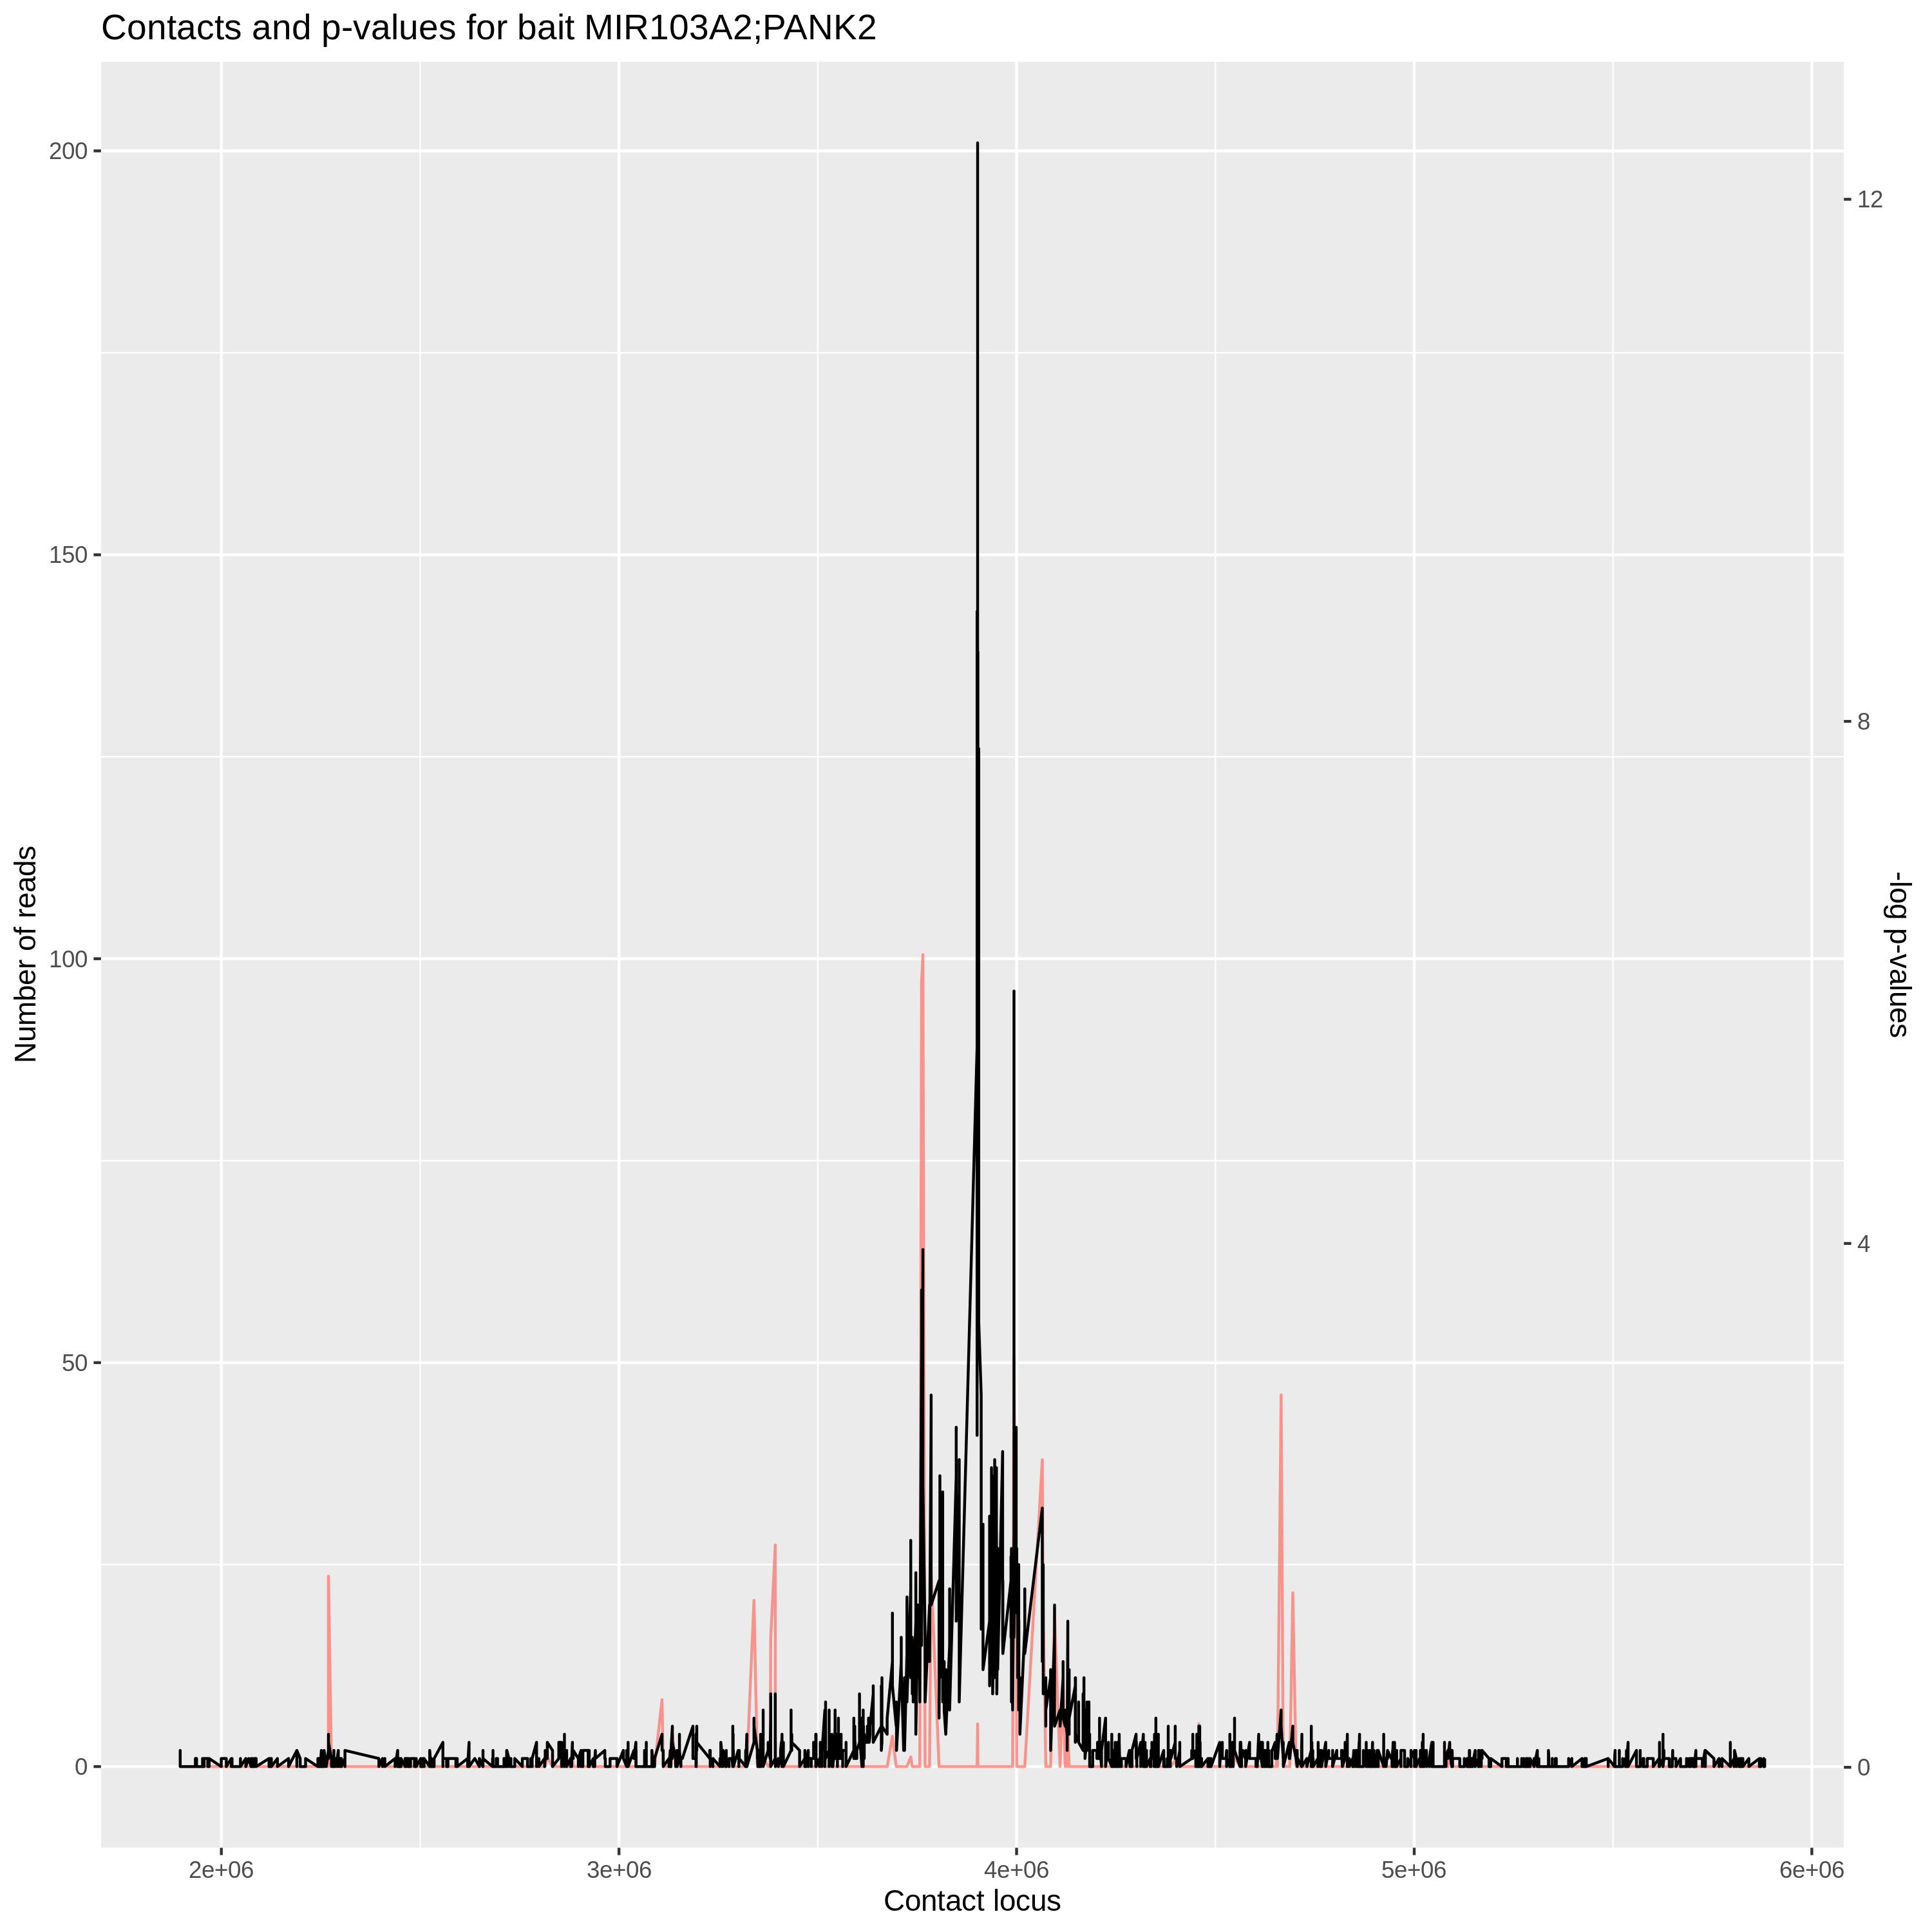 Contacts and p-values for bait MIR103A2;PANK2
200
150
100
50
0
Number of reads
12
8
4
0
-log p-values
2e+06 3e+06 4e+06 5e+06 6e+06
Contact locus